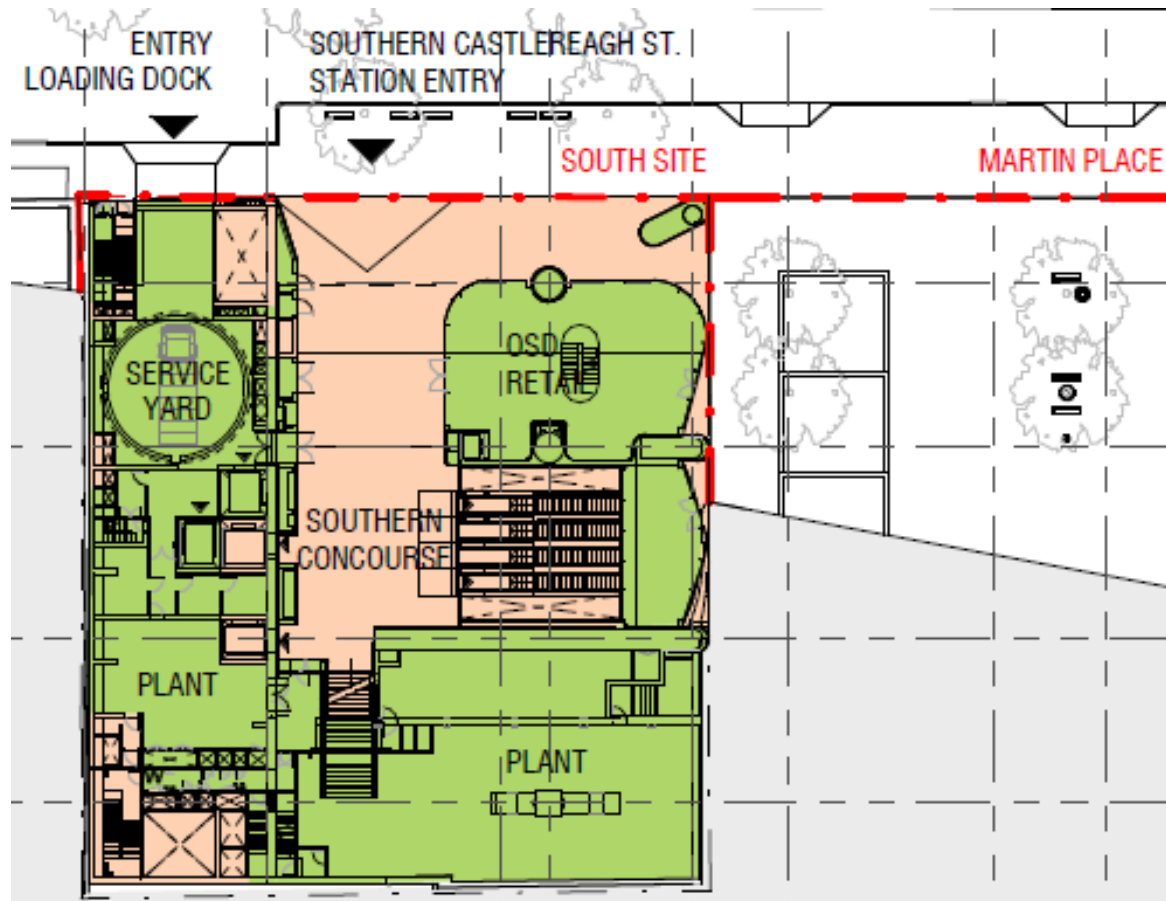 ENTRY
LOADING DOCK
SOUTHERN CASTLEREAGH ST.
STATION ENTRY
SOUTH SITE
MARTIN PLACE
SERVICE
YARD
OSD
RETAIL
SOUTHERN
CONCOURSE
PLANT
PLANT